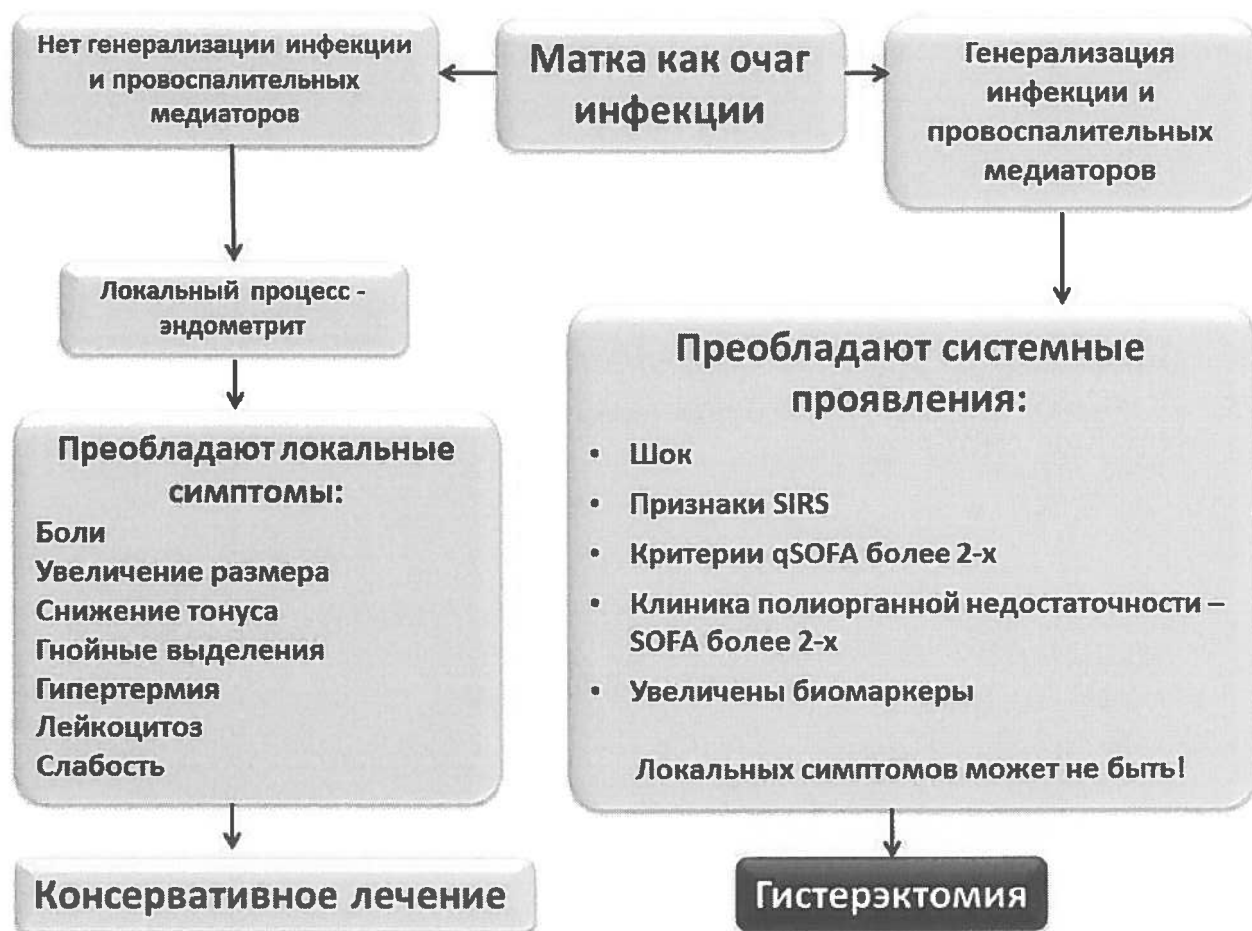 Матка как очаг
инфекции
Нет генерализации инфекции
и провоспалительных
медиаторов
Локальный процесс -
эндометрит
Преобладают локальные
симптомы:
Боли
Увеличение размера
Снижение тонуса
Гнойные выделения
Гипертермия
Лейкоцитоз
Слабость
Консервативное лечение
Генерализация
инфекции и
провоспалительных
медиаторов
Преобладают системные
проявления:
• Шок
• Признаки SIRS
• Критерии qSOFA более 2-х
• Клиника полиорганной недостаточности –
SOFA более 2-х
• Увеличены биомаркеры
Локальных симптомов может не быть!
Гистерэктомия